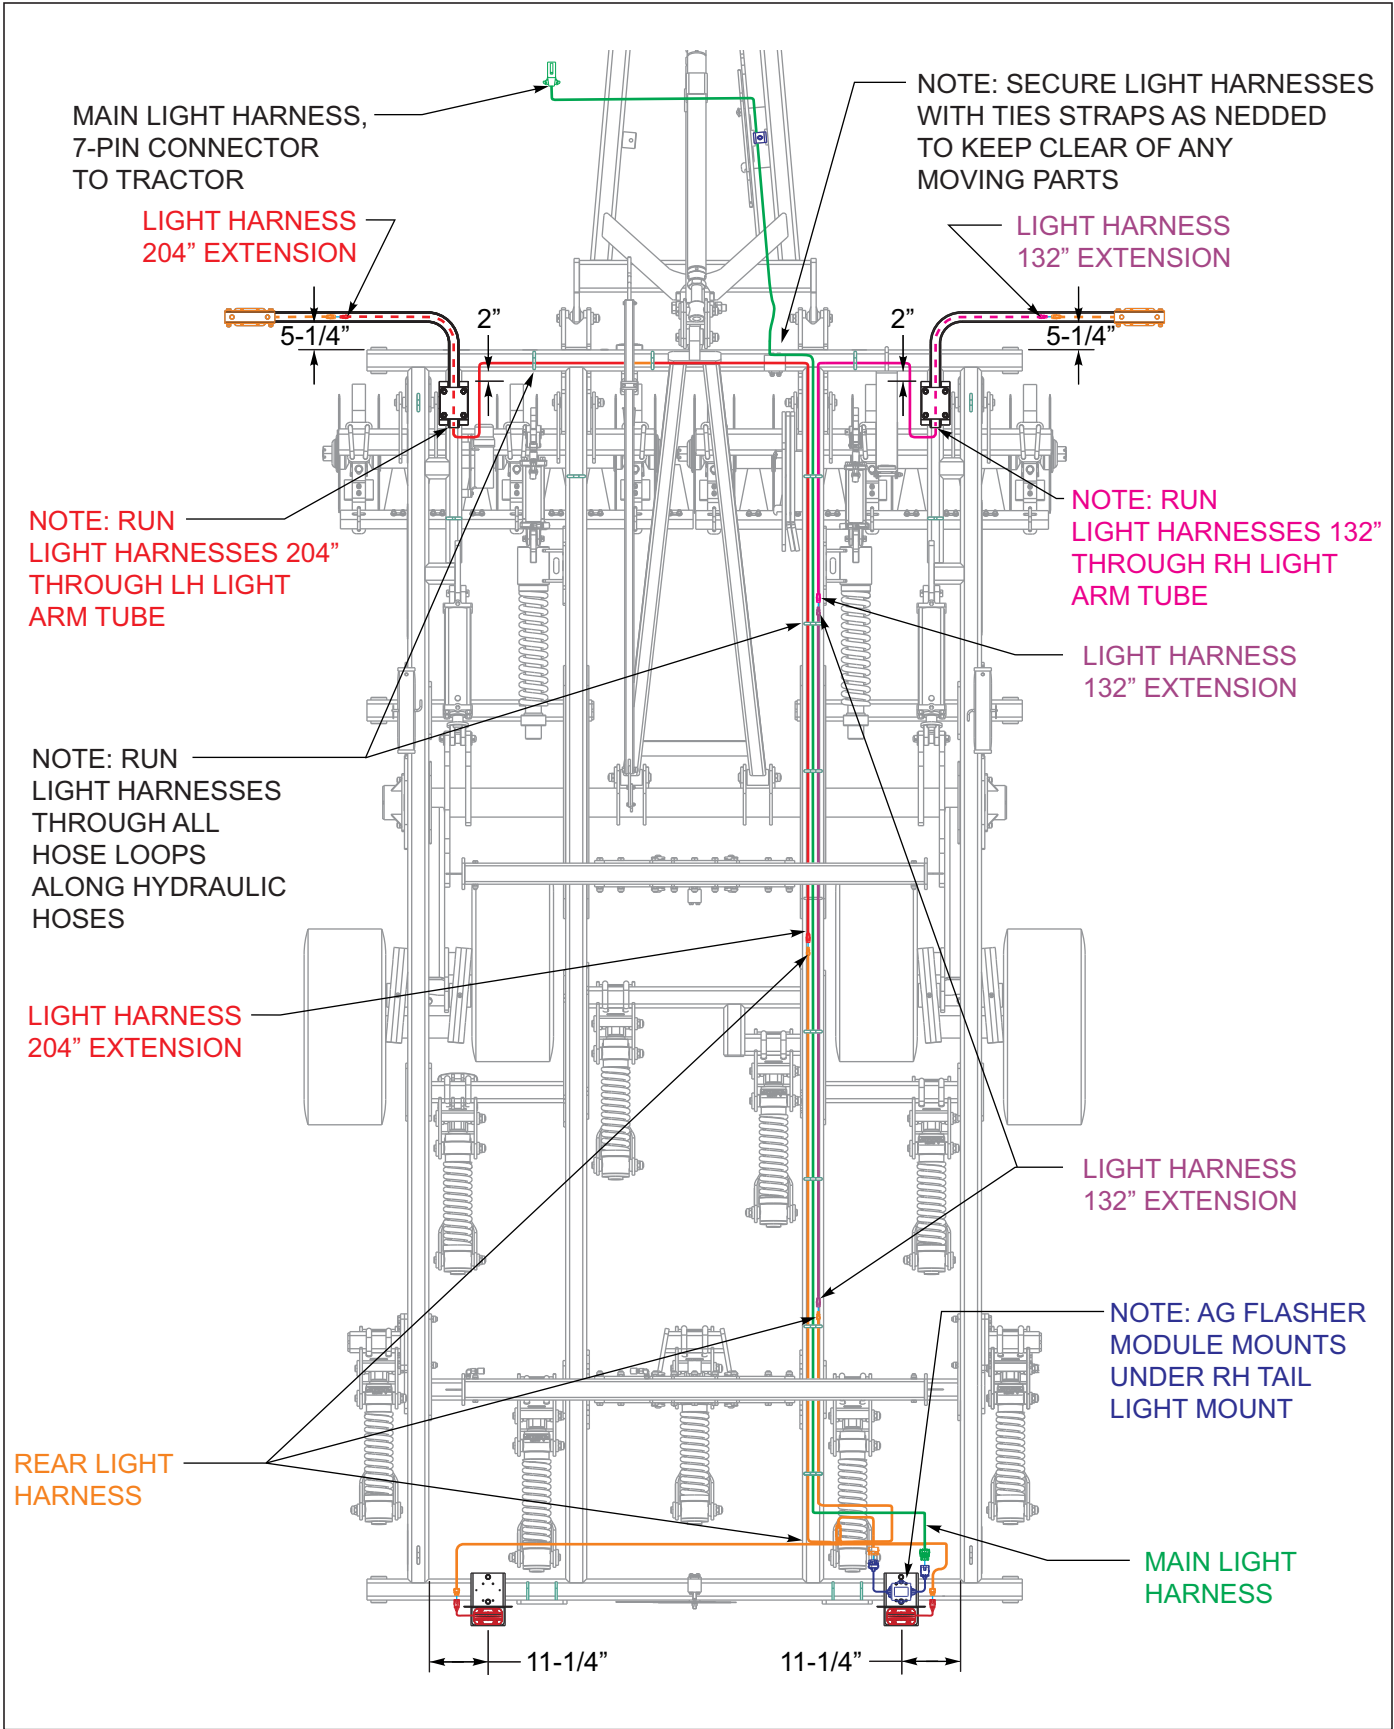 MAIN LIGHT HARNESS,
7-PIN CONNECTOR
TO TRACTOR
NOTE: SECURE LIGHT HARNESSES
WITH TIES STRAPS AS NEDDED
TO KEEP CLEAR OF ANY
MOVING PARTS
LIGHT HARNESS
204” EXTENSION
LIGHT HARNESS
132” EXTENSION
5-1/4”
2”
2”
5-1/4”
NOTE: RUN
LIGHT HARNESSES 204”
THROUGH LH LIGHT
ARM TUBE
NOTE: RUN
LIGHT HARNESSES 132”
THROUGH RH LIGHT
ARM TUBE
LIGHT HARNESS
132” EXTENSION
NOTE: RUN
LIGHT HARNESSES
THROUGH ALL
HOSE LOOPS
ALONG HYDRAULIC
HOSES
LIGHT HARNESS
204” EXTENSION
LIGHT HARNESS
132” EXTENSION
NOTE: AG FLASHER
MODULE MOUNTS
UNDER RH TAIL
LIGHT MOUNT
REAR LIGHT
HARNESS
MAIN LIGHT
HARNESS
11-1/4”
11-1/4”